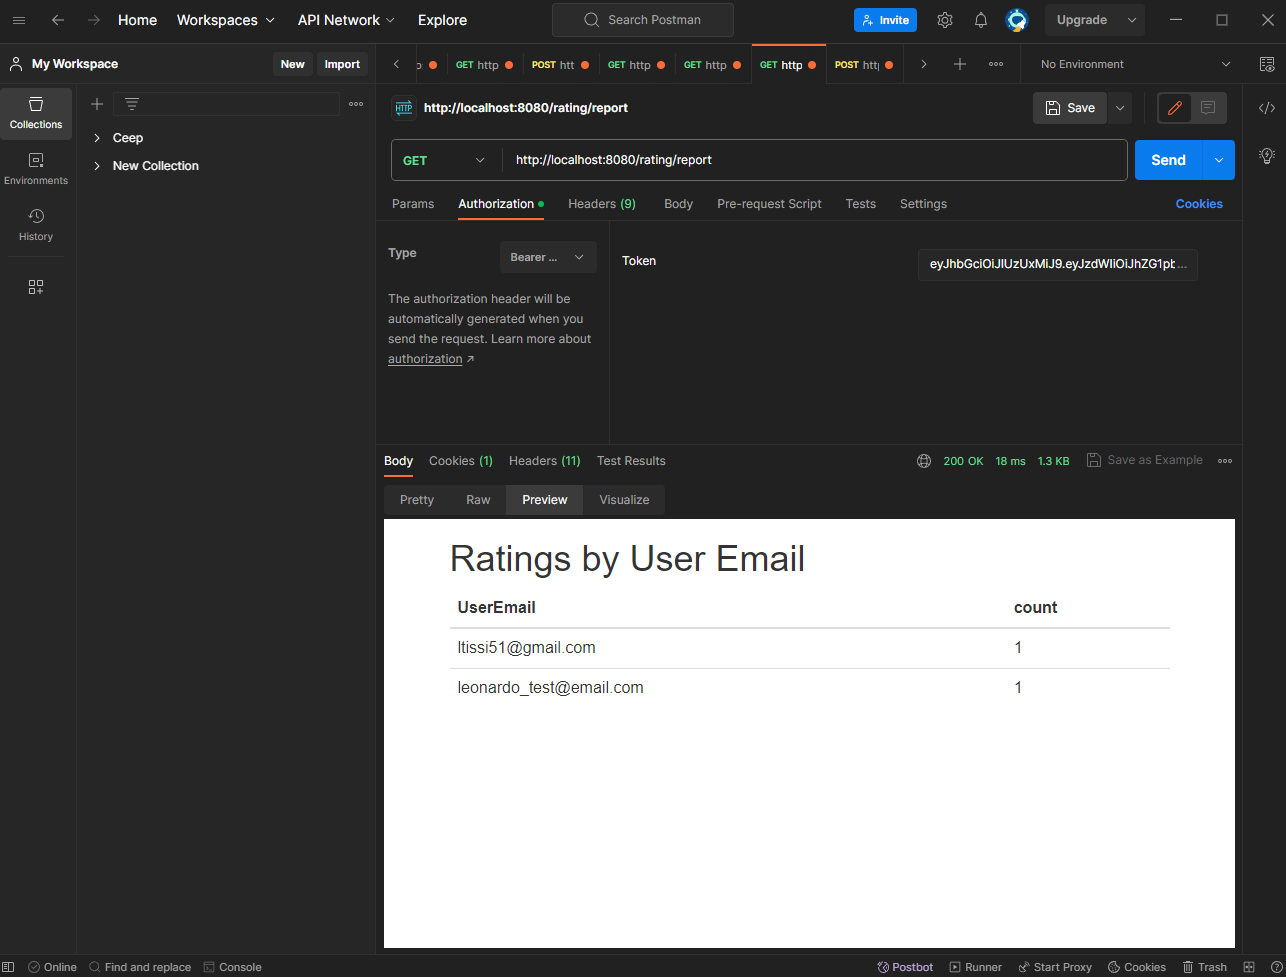 Home Workspaces API Network Explore Search Postman Invite Upgrade
My Workspace New Import
GET http POST htt GET http GET http GET http POST http No Environment
Collections
Environments
History
Ceep
New Collection
HTTP http://localhost:8080/rating/report Save
GET http://localhost:8080/rating/report Send
Params Authorization Headers (9) Body Pre-request Script Tests Settings Cookies
Type Bearer ...
The authorization header will be
automatically generated when you
send the request. Learn more about
authorization ↗
Token eyJhbGciOiJIUzUxMiJ9.eyJzdWIiOiJhZG1pb...
Body Cookies (1) Headers (11) Test Results 200 OK 18 ms 1.3 KB Save as Example
Pretty Raw Preview Visualize
Ratings by User Email
UserEmail count
ltissi51@gmail.com 1
leonardo_test@email.com 1
Online Find and replace Console Postbot Runner Start Proxy Cookies Trash